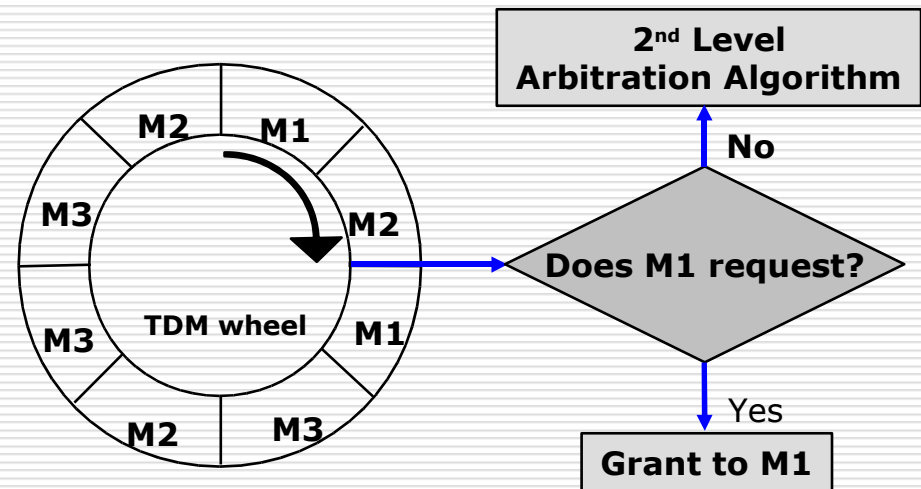 2nd Level
Arbitration Algorithm
M2
M1
No
M3
M2
Does M1 request?
TDM wheel
M3
M1
M2
M3
Yes
Grant to M1